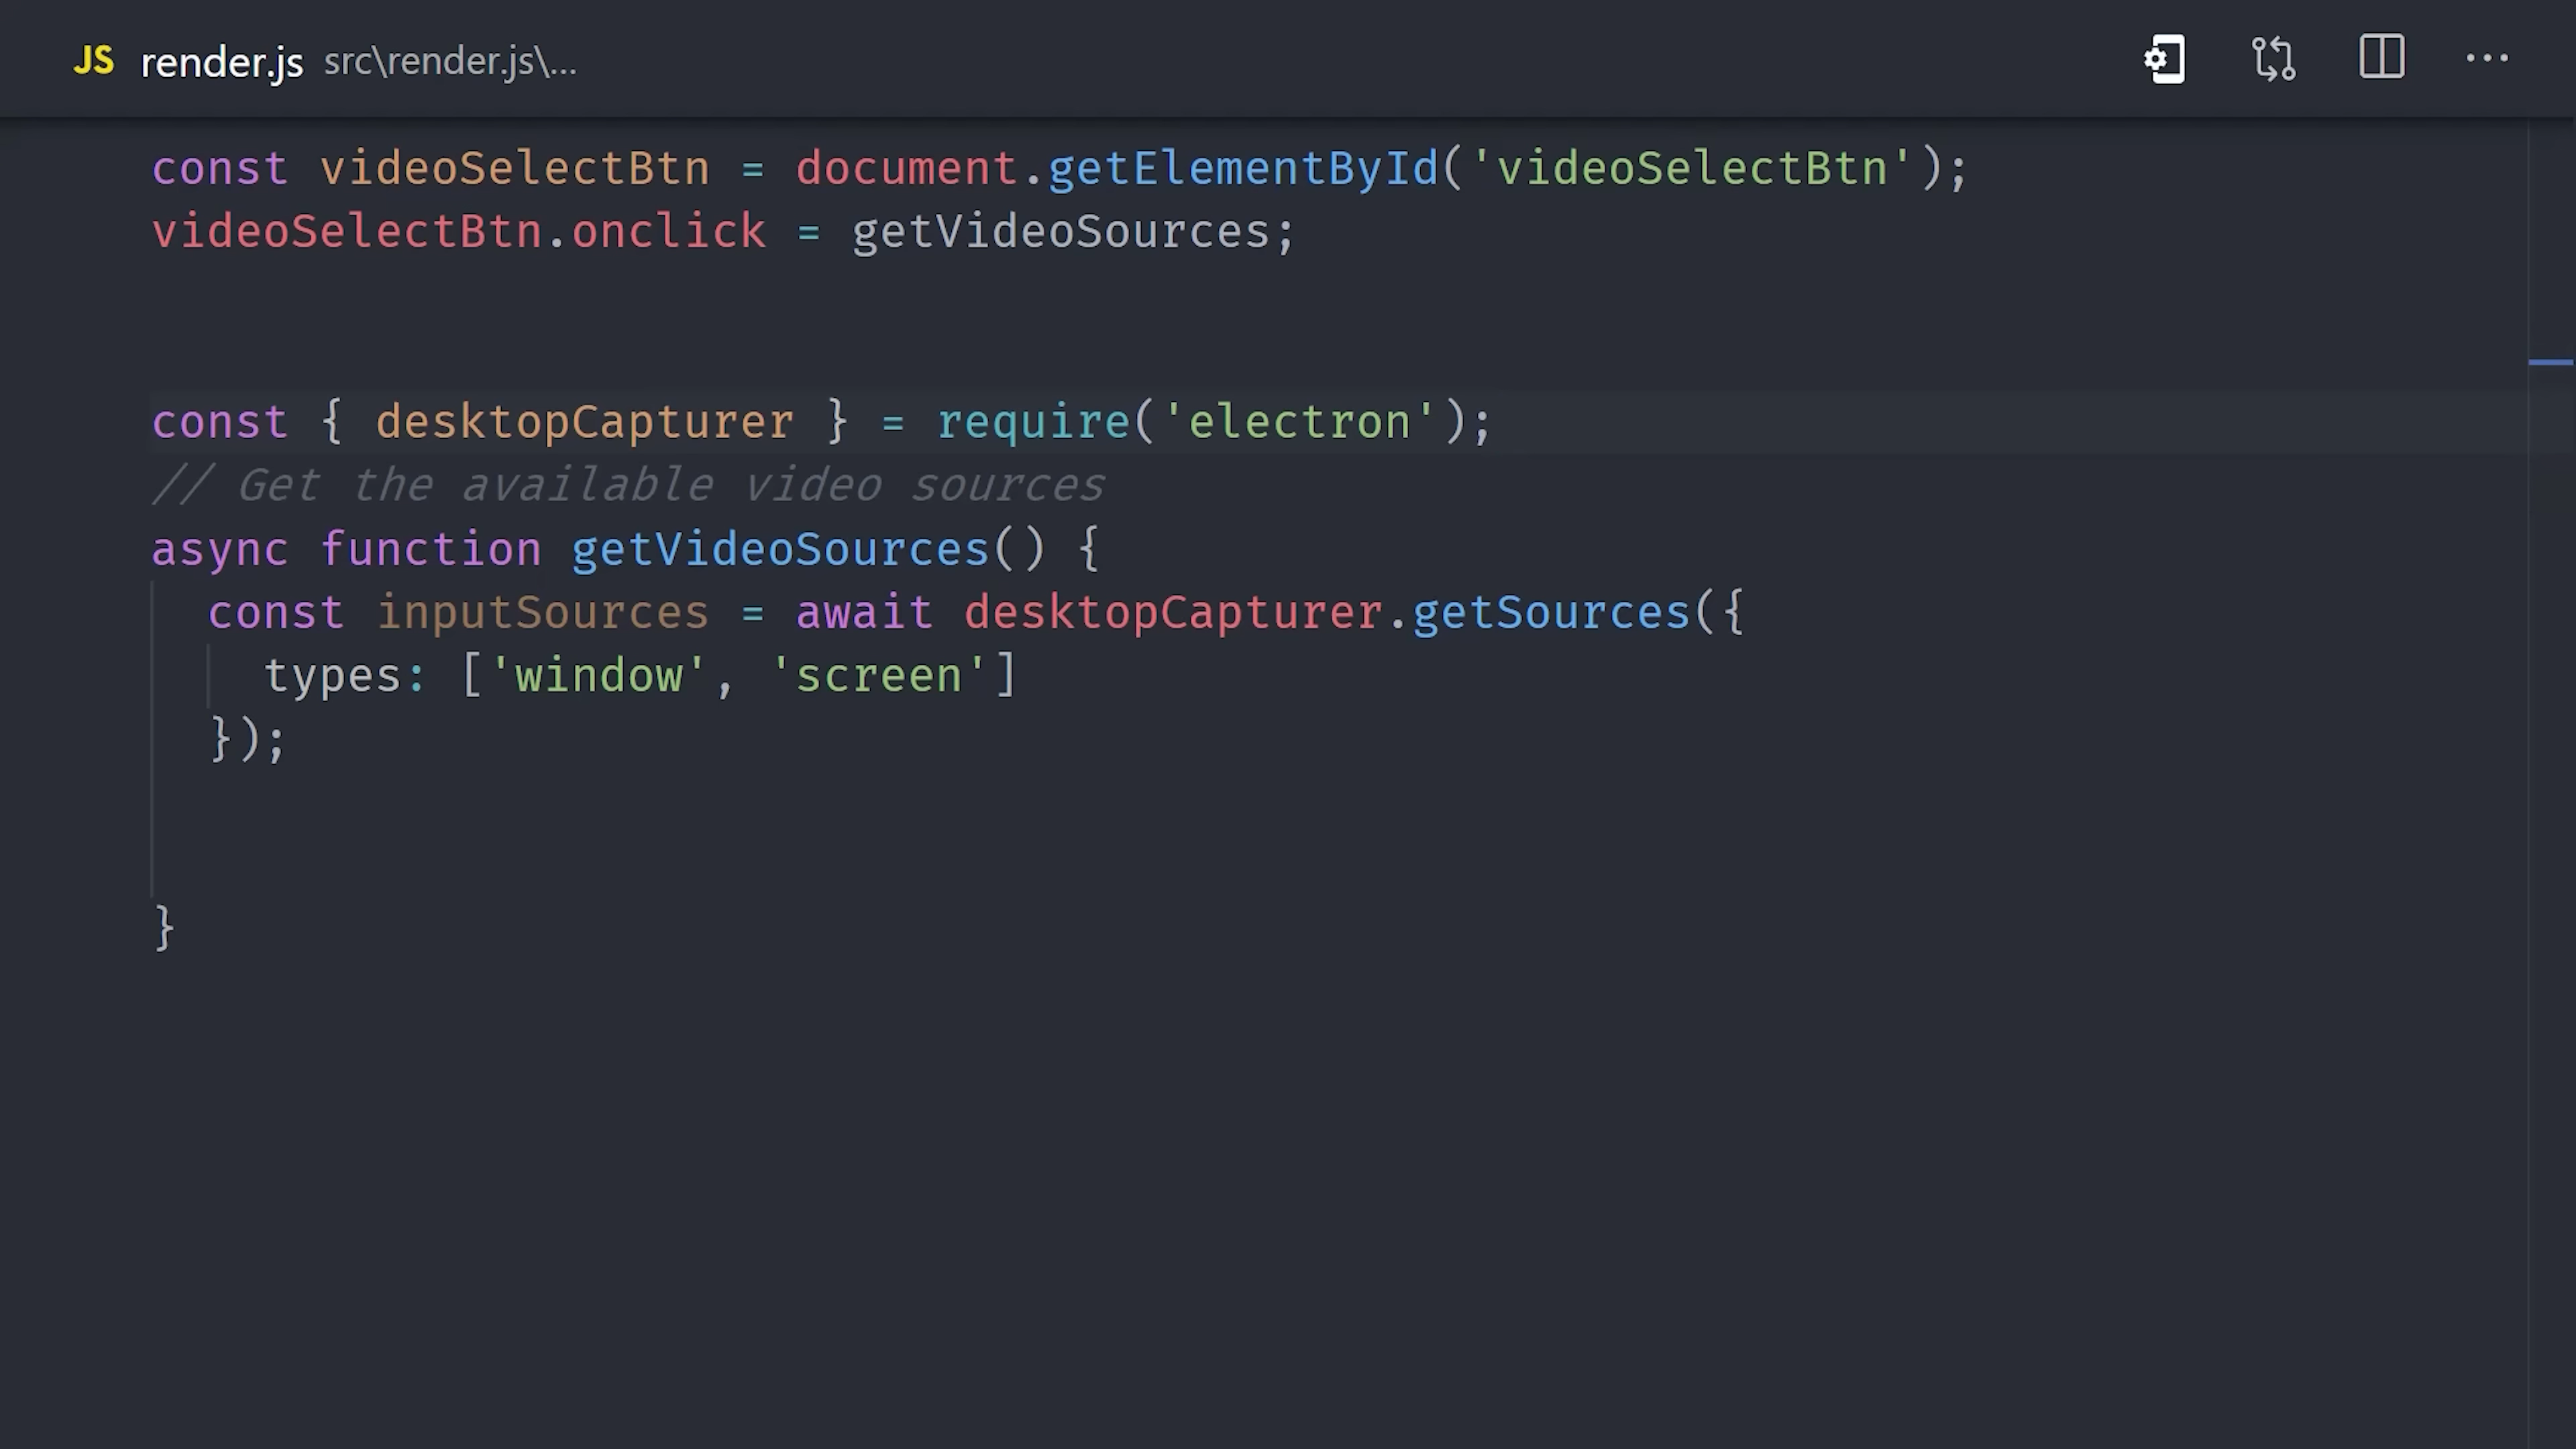 JS render.js src\render.js\...
const videoSelectBtn = document.getElementById('videoSelectBtn');
videoSelectBtn.onclick = getVideoSources;
const { desktopCapturer } = require('electron');
// Get the available video sources
async function getVideoSources() {
const inputSources = await desktopCapturer.getSources({
types: ['window', 'screen']
});
}